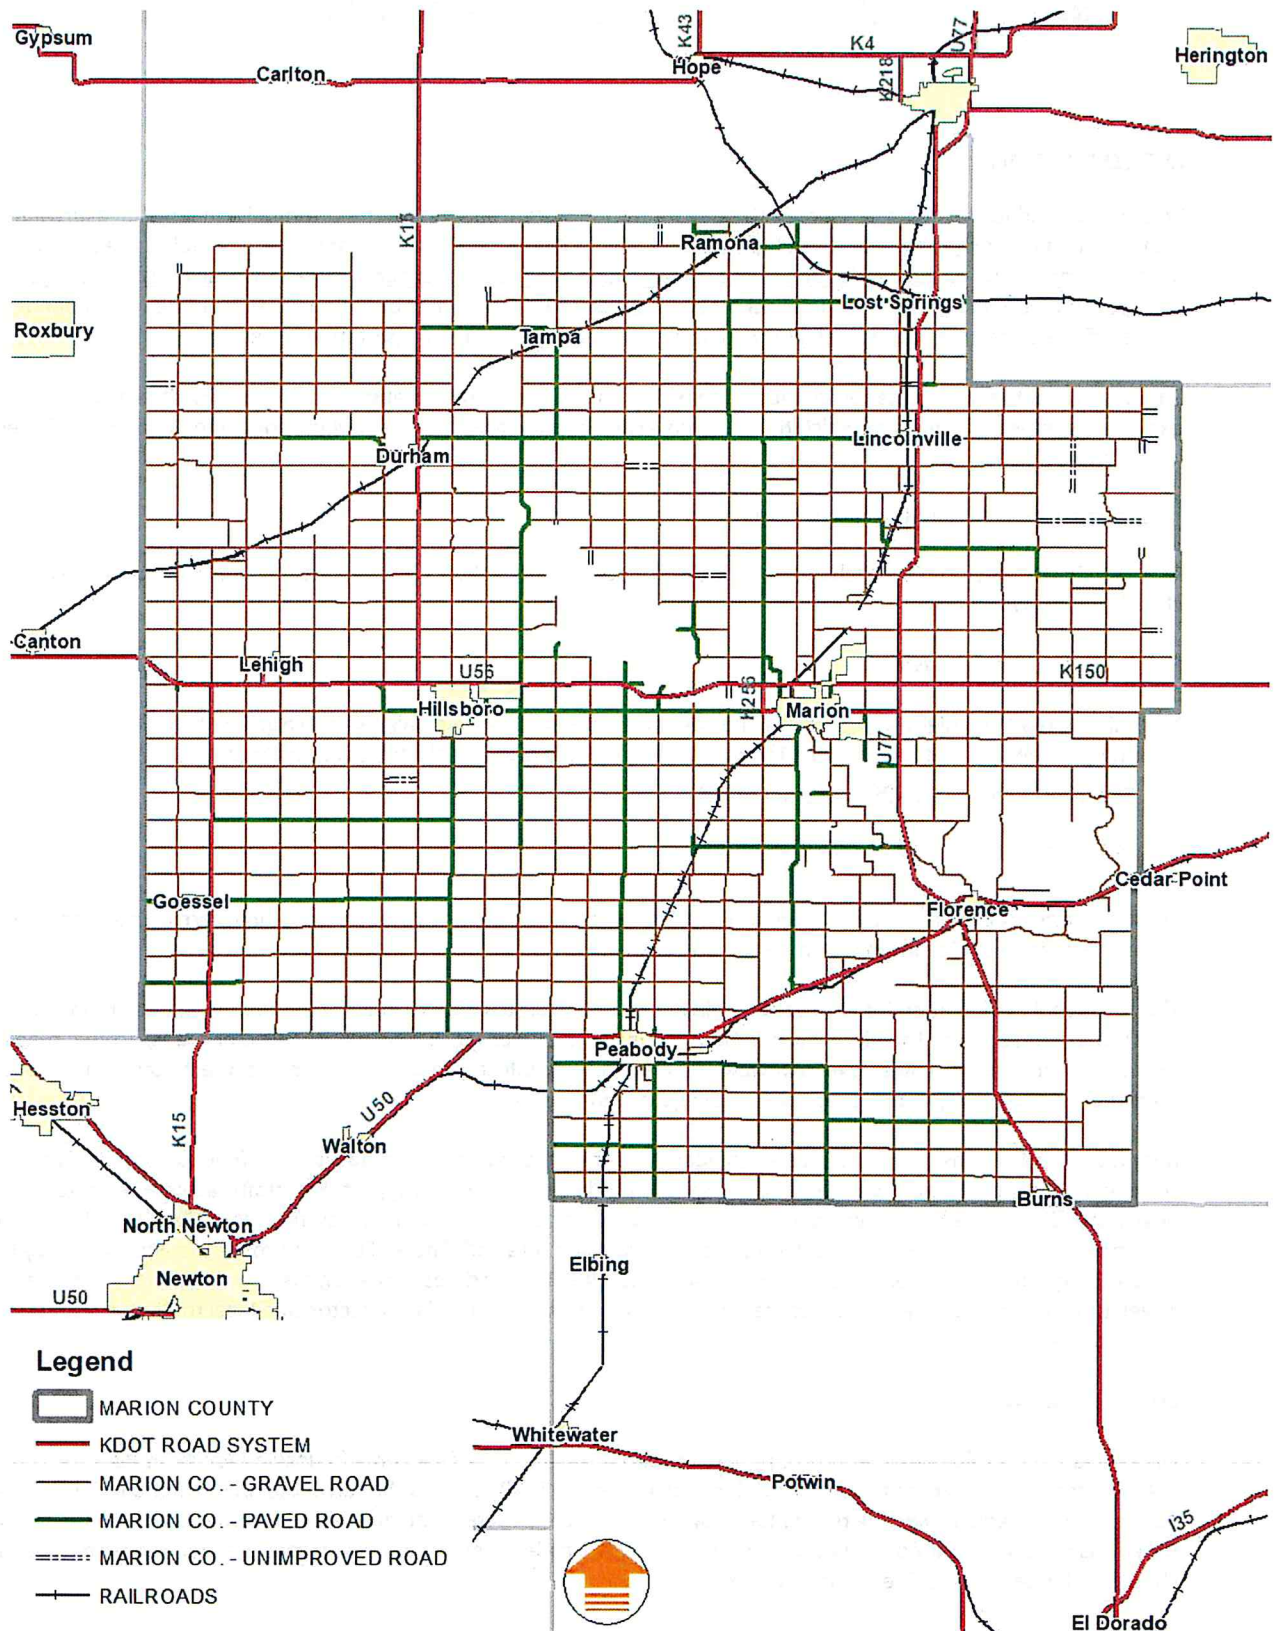 Gypsum
K43
K4
U77
Herington
Carlton
Hope
K218
K15
Ramona
Roxbury
Lost Springs
Tampa
Durham
Lincolnville
Canton
Lehigh
U56
K150
Hillsboro
K256
Marion
U77
Goessel
Cedar Point
Florence
Peabody
Hesston
K15
U50
Walton
Burns
North Newton
Newton
Elbing
U50
Legend
MARION COUNTY
KDOT ROAD SYSTEM
MARION CO. - GRAVEL ROAD
MARION CO. - PAVED ROAD
MARION CO. - UNIMPROVED ROAD
RAILROADS
Whitewater
Potwin
I35
El Dorado